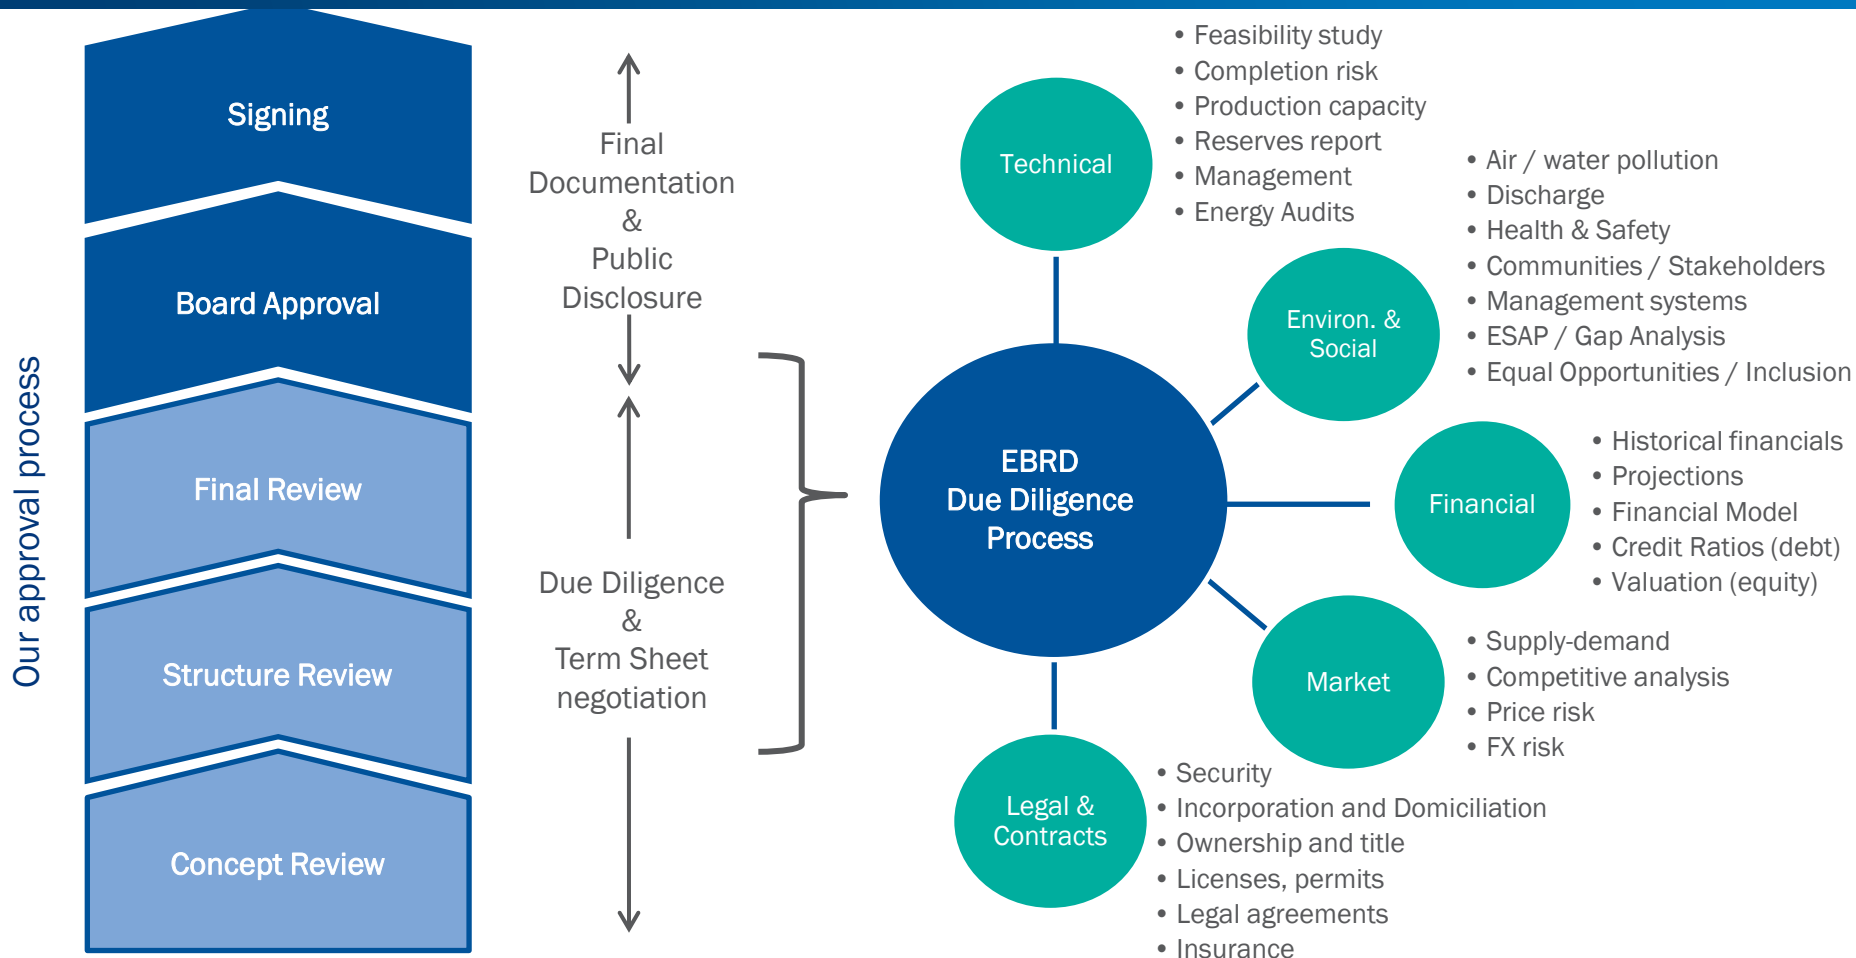 Our approval process
Signing
Board Approval
Final Review
Structure Review
Concept Review
Final
Documentation
&
Public
Disclosure
Due Diligence
&
Term Sheet
negotiation
EBRD
Due Diligence
Process
Technical
• Feasibility study
• Completion risk
• Production capacity
• Reserves report
• Management
• Energy Audits
Environ. &
Social
• Air / water pollution
• Discharge
• Health & Safety
• Communities / Stakeholders
• Management systems
• ESAP / Gap Analysis
• Equal Opportunities / Inclusion
Financial
• Historical financials
• Projections
• Financial Model
• Credit Ratios (debt)
• Valuation (equity)
Market
• Supply-demand
• Competitive analysis
• Price risk
• FX risk
Legal &
Contracts
• Security
• Incorporation and Domiciliation
• Ownership and title
• Licenses, permits
• Legal agreements
• Insurance